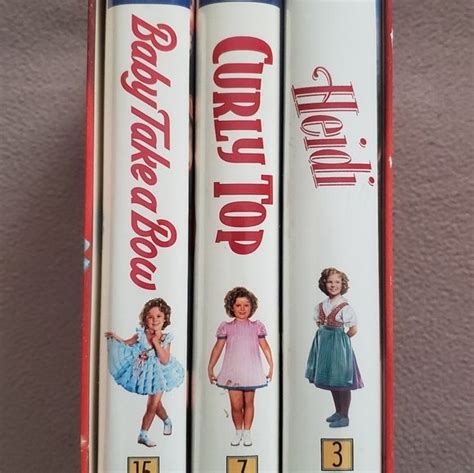 Baby Take a Bow
15
CURLY TOP
7
Heidi
3